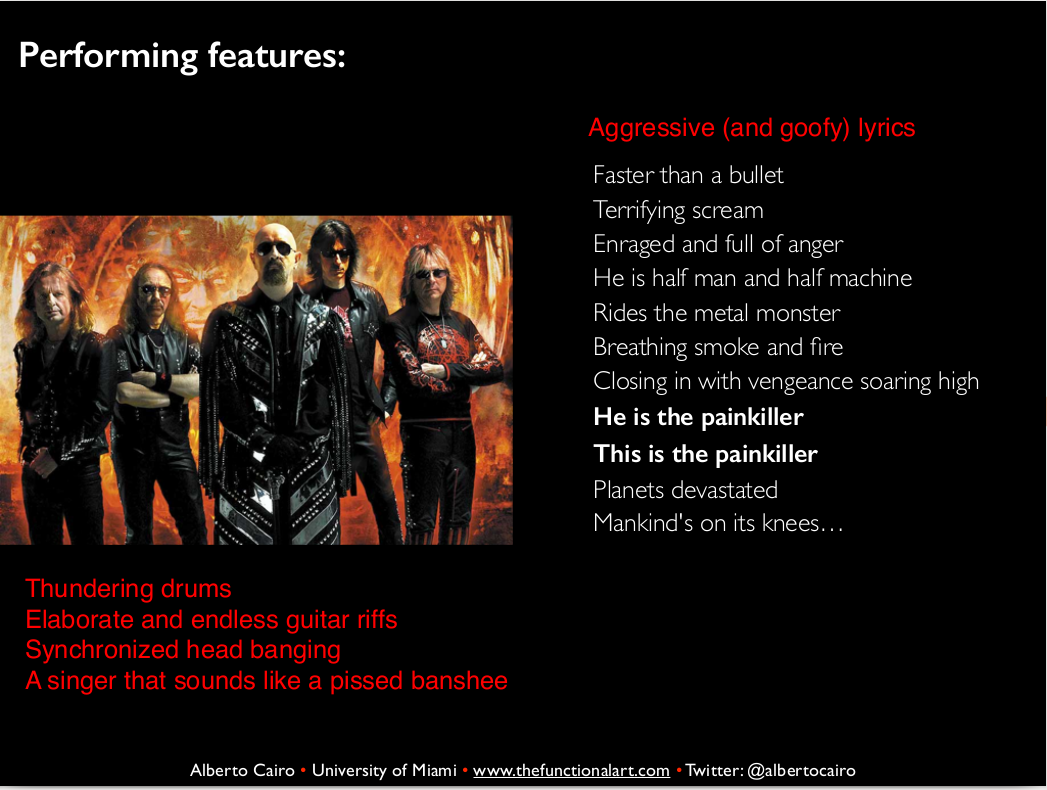 Performing features:
Aggressive (and goofy) lyrics
Faster than a bullet
Terrifying scream
Enraged and full of anger
He is half man and half machine
Rides the metal monster
Breathing smoke and fire
Closing in with vengeance soaring high
He is the painkiller
This is the painkiller
Planets devastated
Mankind's on its knees…
Thundering drums
Elaborate and endless guitar riffs
Synchronized head banging
A singer that sounds like a pissed banshee
Alberto Cairo • University of Miami • www.thefunctionalart.com • Twitter: @albertocairo